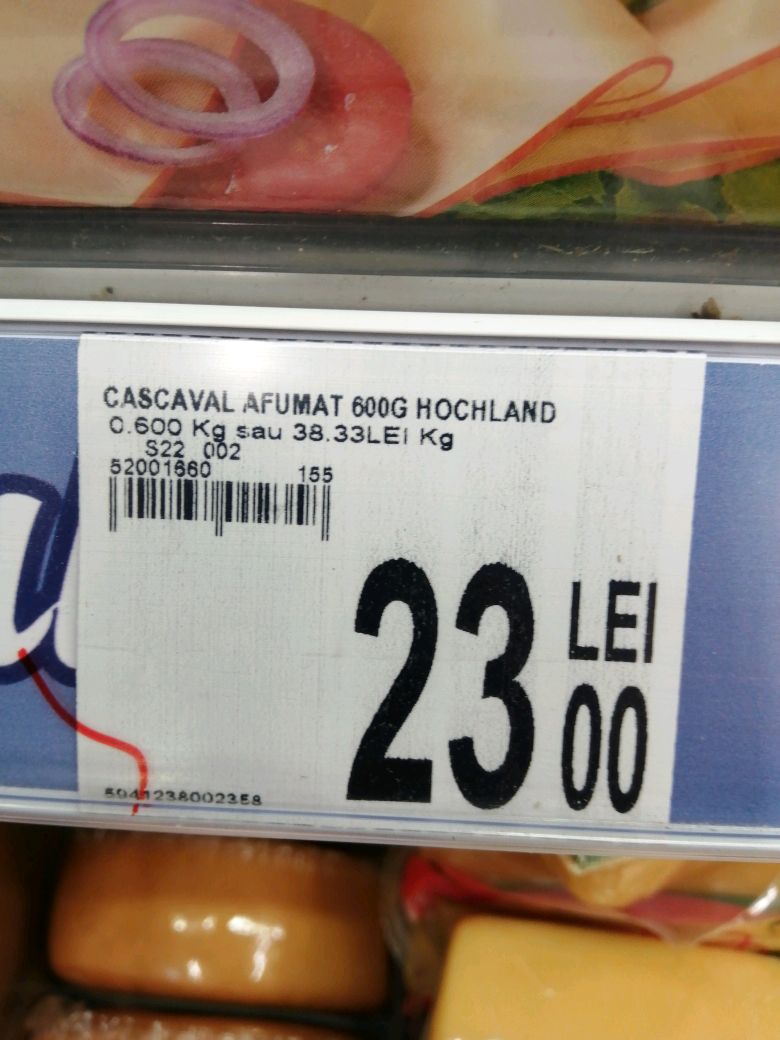 CASCAVAL AFUMAT 600G HOCHLAND
0.600 Kg sau 38.33LEI Kg
S22 002
52001660 155
23 LEI 00
5941238002358